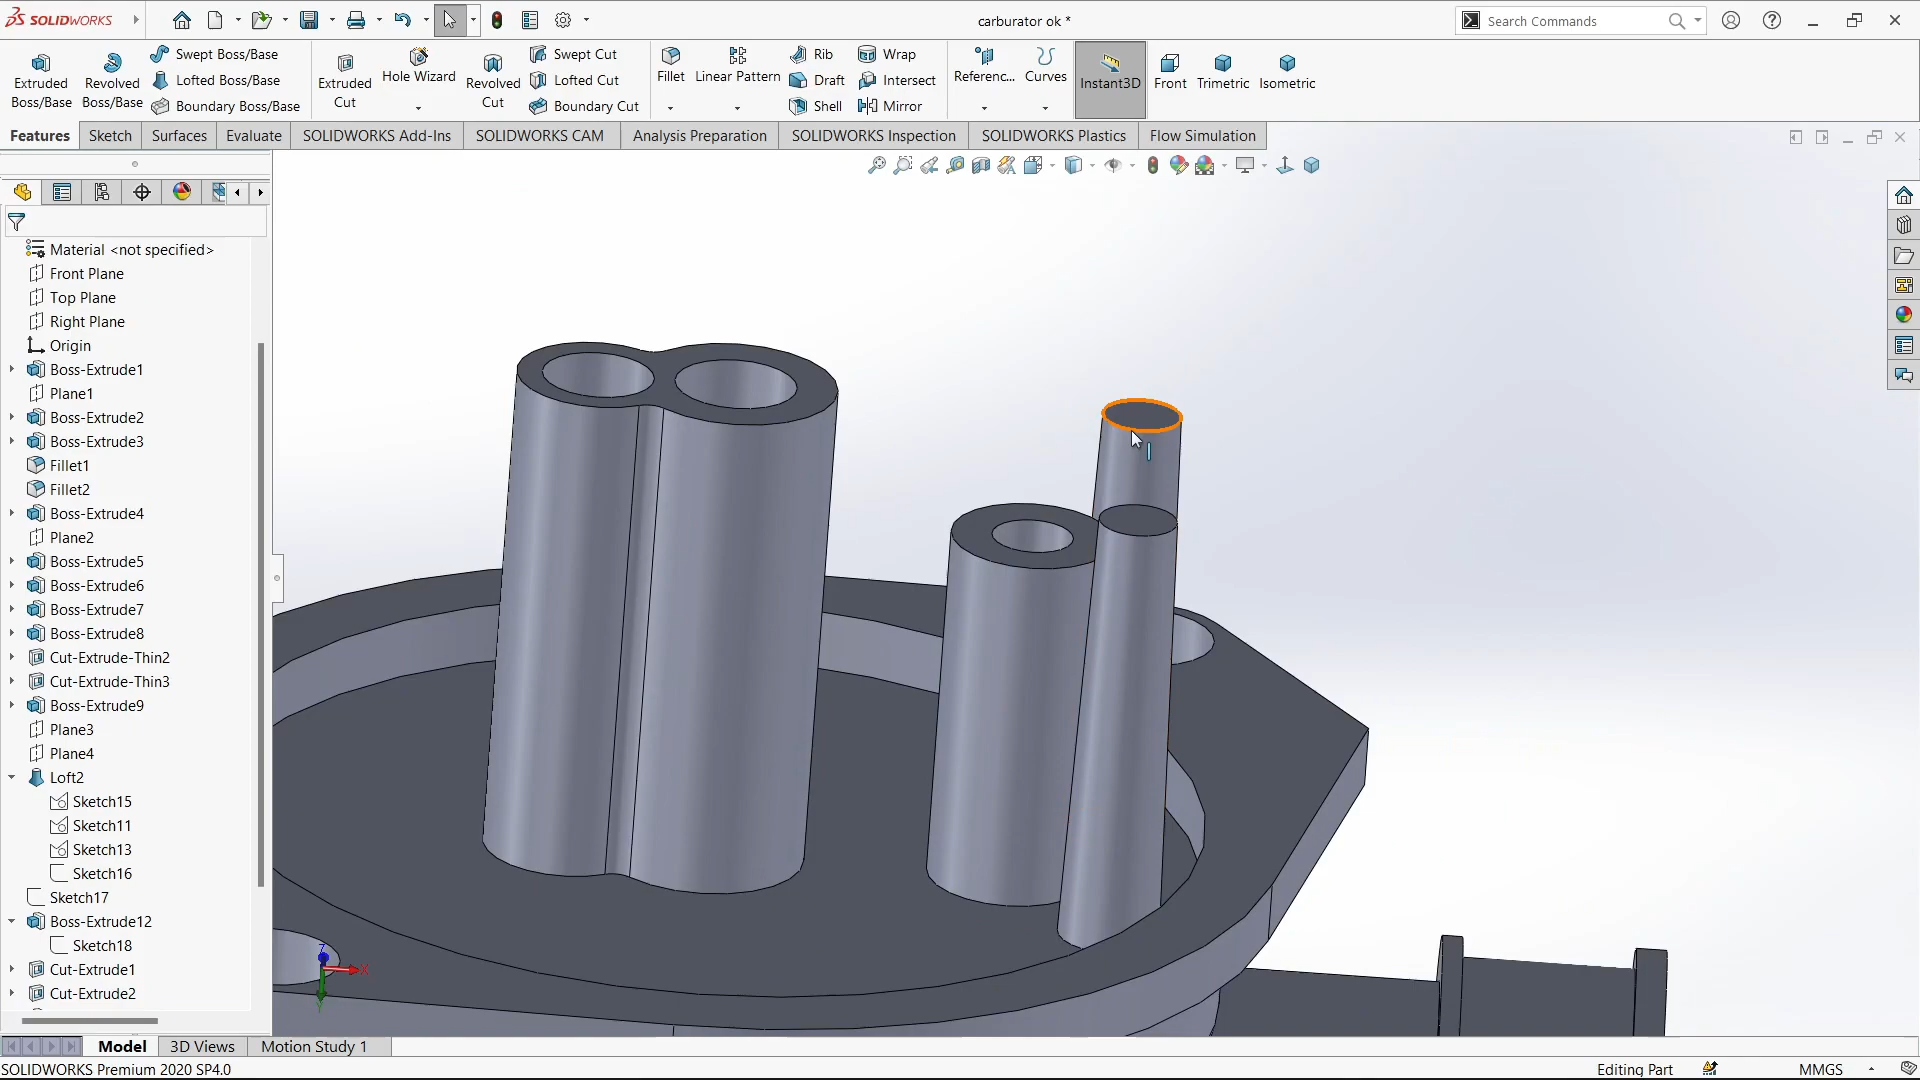 SOLIDWORKS
carburator ok *
Search Commands
Extruded Boss/Base
Revolved Boss/Base
Swept Boss/Base
Lofted Boss/Base
Boundary Boss/Base
Extruded Cut
Hole Wizard
Revolved Cut
Swept Cut
Lofted Cut
Boundary Cut
Fillet
Linear Pattern
Rib
Draft
Shell
Wrap
Intersect
Mirror
Referenc...
Curves
Instant3D
Front
Trimetric
Isometric
Features
Sketch
Surfaces
Evaluate
SOLIDWORKS Add-Ins
SOLIDWORKS CAM
Analysis Preparation
SOLIDWORKS Inspection
SOLIDWORKS Plastics
Flow Simulation
Material <not specified>
Front Plane
Top Plane
Right Plane
Origin
Boss-Extrude1
Plane1
Boss-Extrude2
Boss-Extrude3
Fillet1
Fillet2
Boss-Extrude4
Plane2
Boss-Extrude5
Boss-Extrude6
Boss-Extrude7
Boss-Extrude8
Cut-Extrude-Thin2
Cut-Extrude-Thin3
Boss-Extrude9
Plane3
Plane4
Loft2
Sketch15
Sketch11
Sketch13
Sketch16
Sketch17
Boss-Extrude12
Sketch18
Cut-Extrude1
Cut-Extrude2
Z
X
Y
Model
3D Views
Motion Study 1
SOLIDWORKS Premium 2020 SP4.0
Editing Part
MMGS